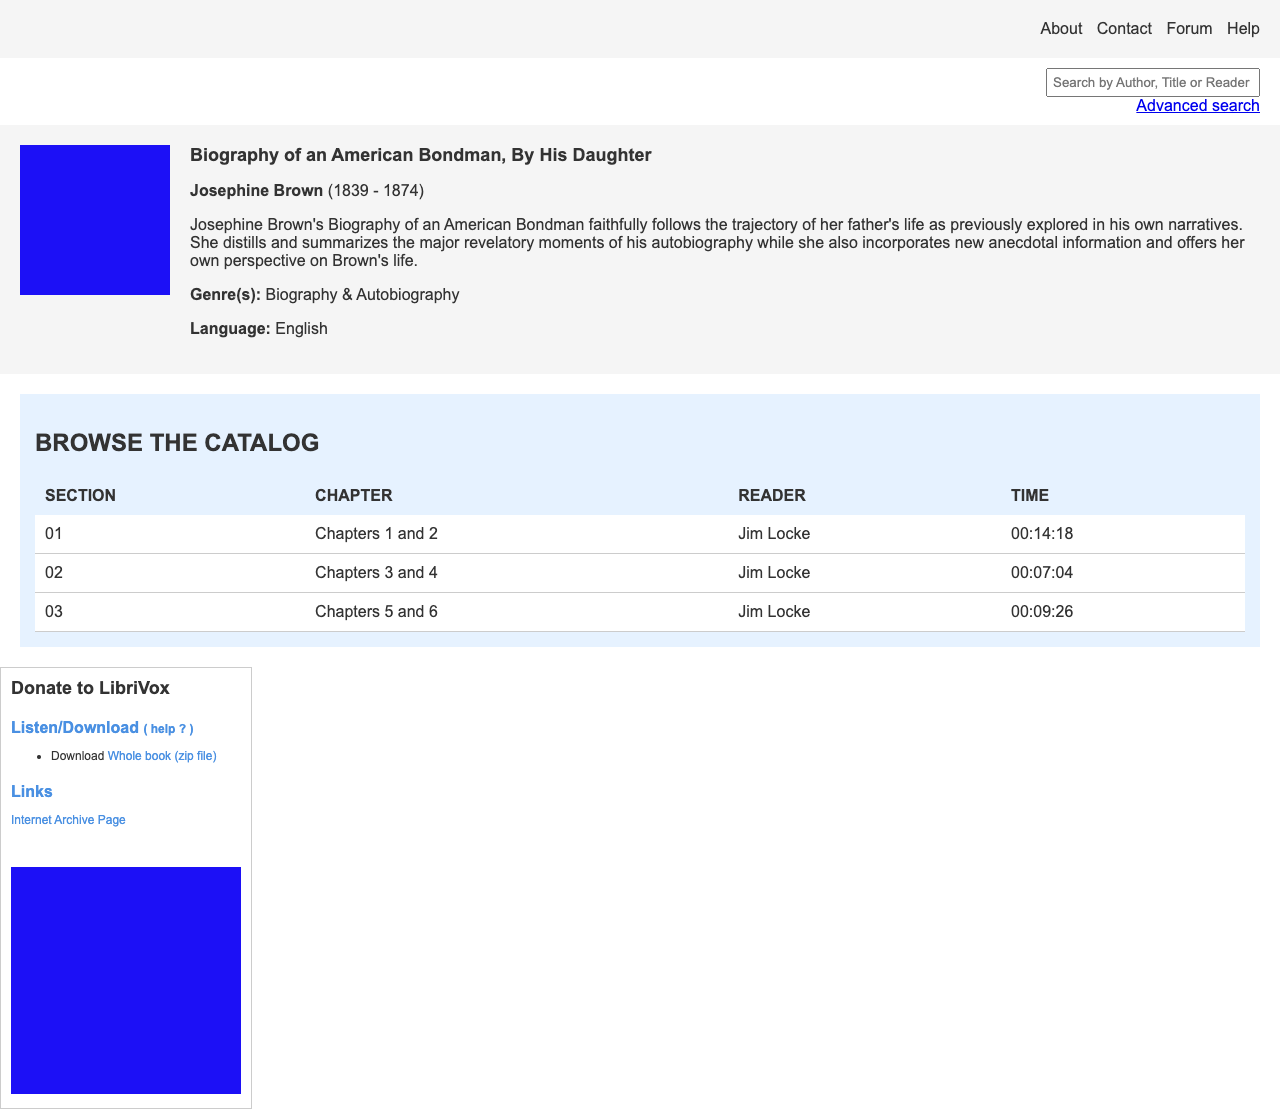 About Contact Forum Help
Search by Author, Title or Reader
Advanced search
Biography of an American Bondman, By His Daughter
Josephine Brown (1839 - 1874)
Josephine Brown's Biography of an American Bondman faithfully follows the trajectory of her father's life as previously explored in his own narratives.
She distills and summarizes the major revelatory moments of his autobiography while she also incorporates new anecdotal information and offers her
own perspective on Brown's life.
Genre(s): Biography & Autobiography
Language: English
BROWSE THE CATALOG
SECTION CHAPTER READER TIME
01 Chapters 1 and 2 Jim Locke 00:14:18
02 Chapters 3 and 4 Jim Locke 00:07:04
03 Chapters 5 and 6 Jim Locke 00:09:26
Donate to LibriVox
Listen/Download ( help ? )
• Download Whole book (zip file)
Links
Internet Archive Page